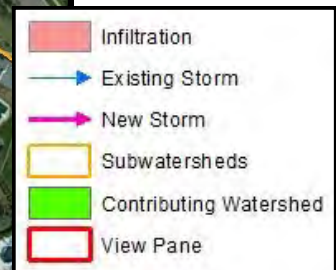 Infiltration
Existing Storm
New Storm
Subwatersheds
Contributing Watershed
View Pane